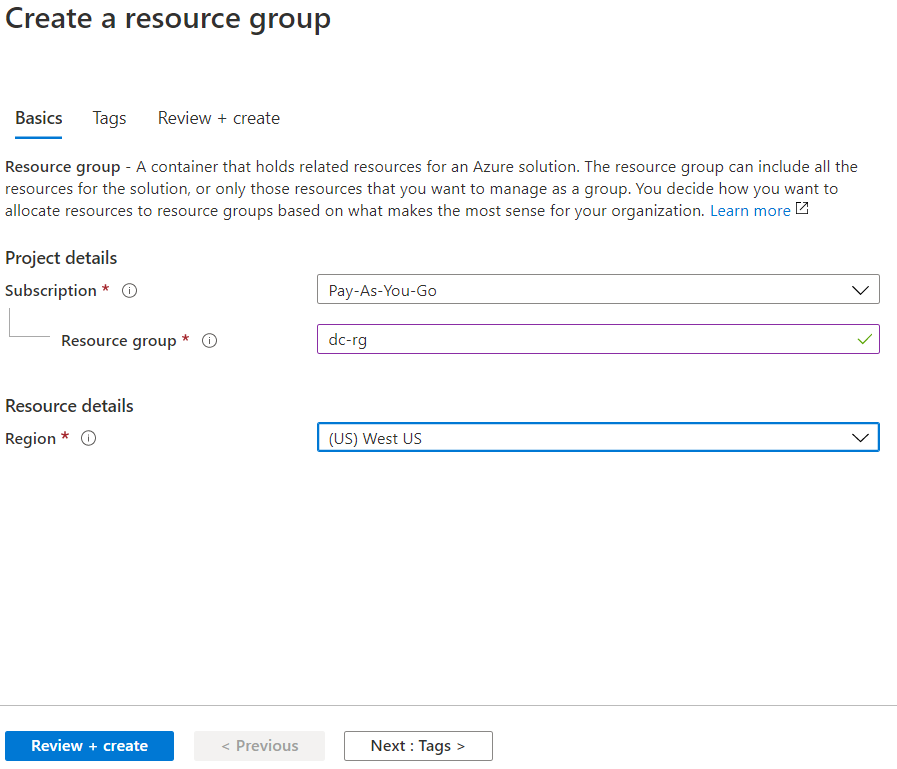 Create a resource group
Basics Tags Review + create
Resource group - A container that holds related resources for an Azure solution. The resource group can include all the
resources for the solution, or only those resources that you want to manage as a group. You decide how you want to
allocate resources to resource groups based on what makes the most sense for your organization. Learn more
Project details
Subscription * Pay-As-You-Go
Resource group * dc-rg
Resource details
Region * (US) West US
Review + create < Previous Next : Tags >